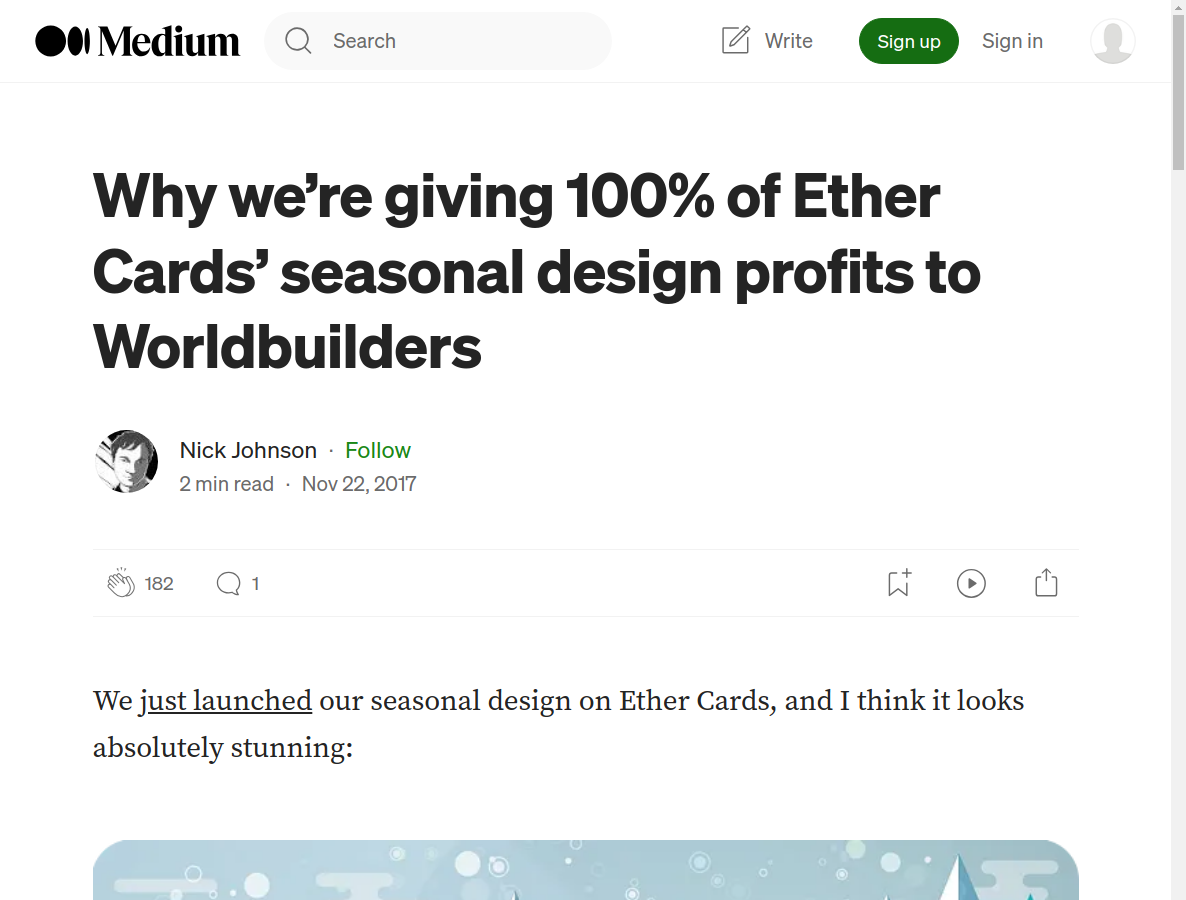 Medium
Search
Write
Sign up
Sign in
Why we’re giving 100% of Ether
Cards’ seasonal design profits to
Worldbuilders
Nick Johnson · Follow
2 min read · Nov 22, 2017
182
1
We just launched our seasonal design on Ether Cards, and I think it looks
absolutely stunning: